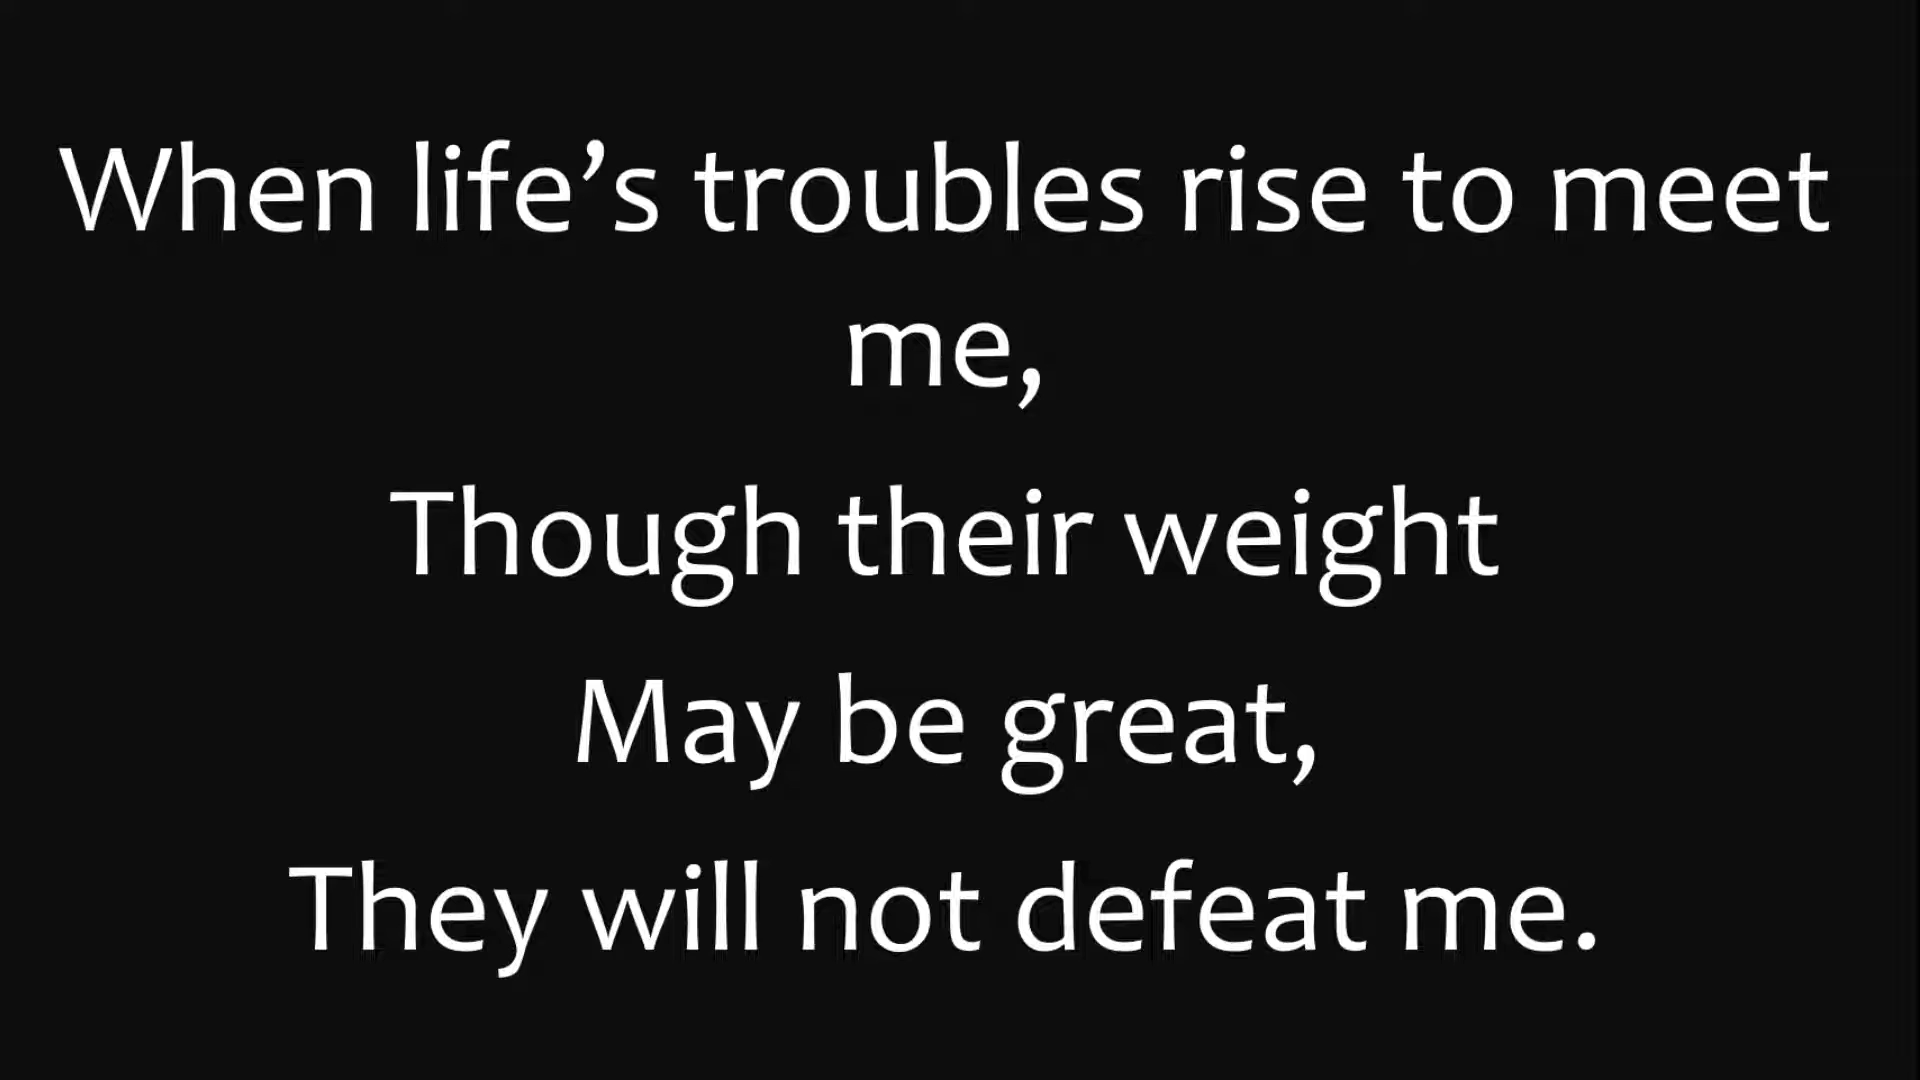 When life’s troubles rise to meet
me,
Though their weight
May be great,
They will not defeat me.